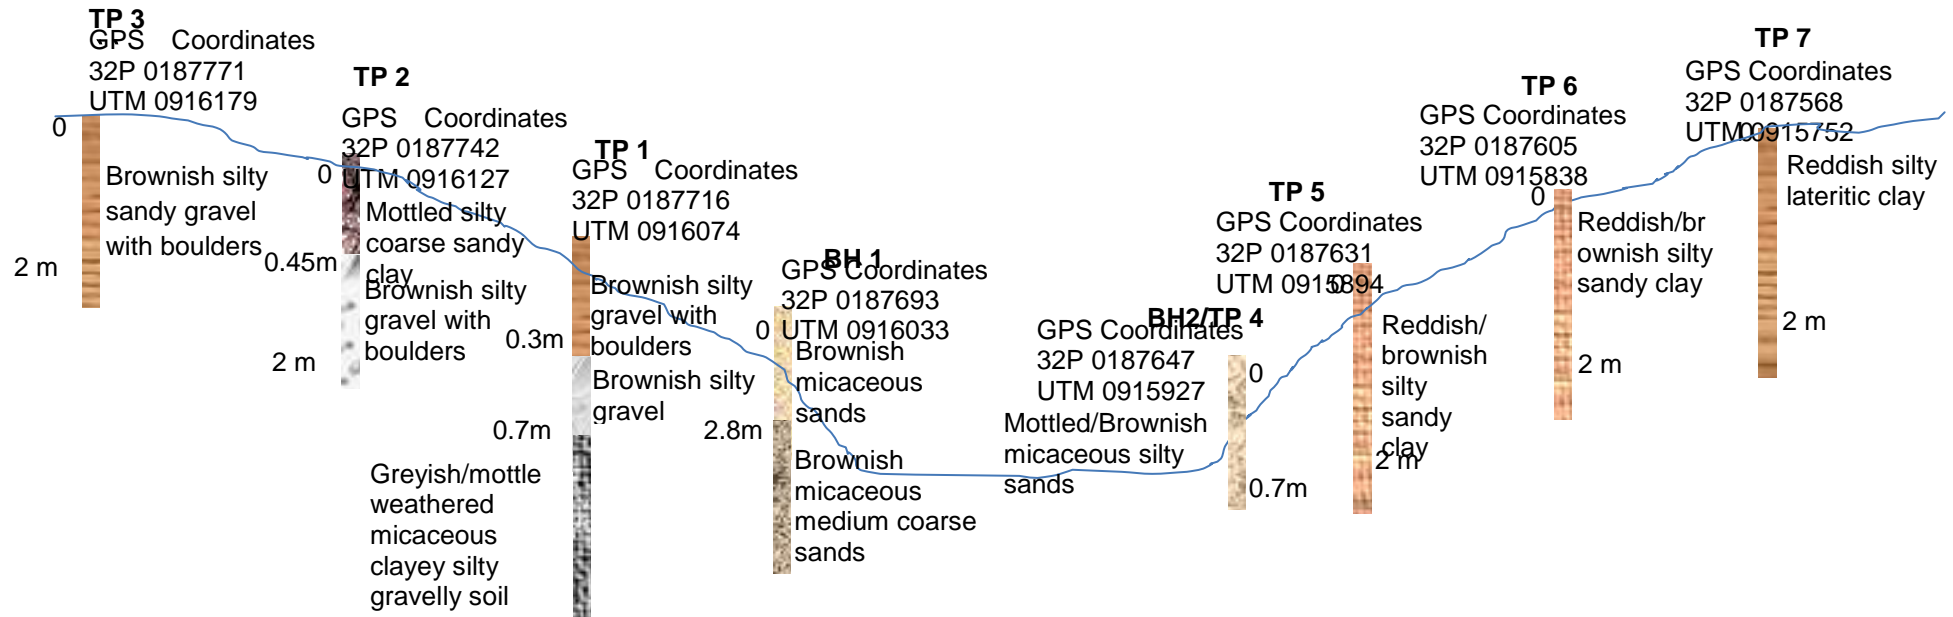 TP 3
GPS Coordinates
32P 0187771
UTM 0916179
0
Brownish silty
sandy gravel
with boulders
2 m
TP 2
GPS Coordinates
32P 0187742
UTM 0916127
0
Mottled silty
coarse sandy
clay
0.45m
Brownish silty
gravel with
boulders
2 m
TP 1
GPS Coordinates
32P 0187716
UTM 0916074
Brownish silty
gravel with
boulders
0.3m
Brownish silty
gravel
0.7m
Greyish/mottle
weathered
micaceous
clayey silty
gravelly soil
BH 1
GPS Coordinates
32P 0187693
UTM 0916033
0
Brownish
micaceous
sands
2.8m
Brownish
micaceous
medium coarse
sands
BH2/TP 4
GPS Coordinates
32P 0187647
UTM 0915927
0
Mottled/Brownish
micaceous silty
sands
0.7m
TP 5
GPS Coordinates
32P 0187631
UTM 0915894
0
Reddish/
brownish
silty
sandy
clay
2 m
TP 6
GPS Coordinates
32P 0187605
UTM 0915838
0
Reddish/br
ownish silty
sandy clay
2 m
TP 7
GPS Coordinates
32P 0187568
UTM 0915752
0
Reddish silty
lateritic clay
2 m